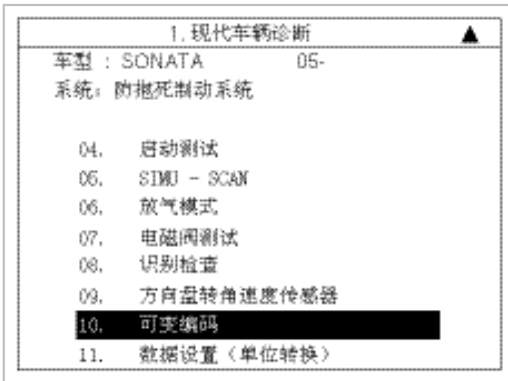 1. 现代车辆诊断 ▲
车型 : SONATA 05-
系统: 防抱死制动系统
04. 启动测试
05. SIMU - SCAN
06. 放气模式
07. 电磁阀测试
08. 识别检查
09. 方向盘转角速度传感器
10. 可变编码
11. 数据设置（单位转换）